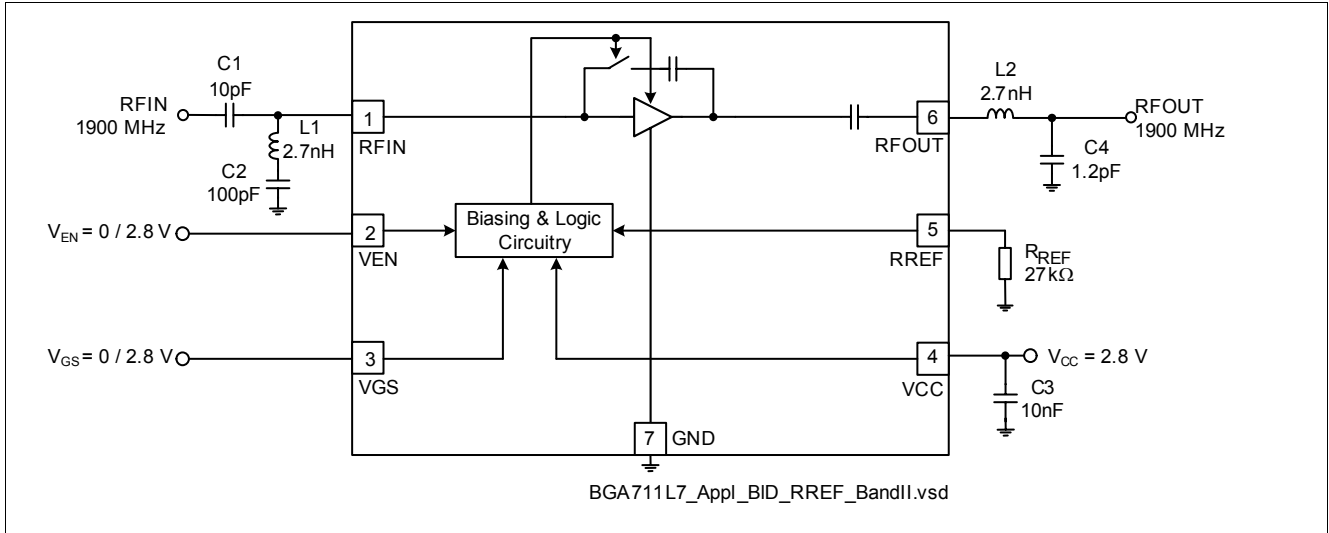 C1
10pF
RFIN
1900 MHz
L1
2.7nH
C2
100pF
1
RFIN
6
RFOUT
L2
2.7nH
RFOUT
1900 MHz
C4
1.2pF
V_EN = 0 / 2.8 V
2
VEN
Biasing & Logic
Circuitry
5
RREF
R_REF
27kΩ
V_GS = 0 / 2.8 V
3
VGS
4
VCC
V_CC = 2.8 V
C3
10nF
7
GND
BGA711L7_Appl_BID_RREF_BandII.vsd